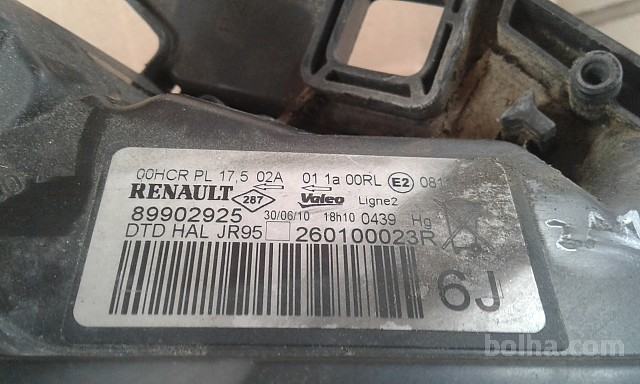 00HCR PL 17,5 02A 01 1a 00RL E2
RENAULT 287 Valeo Ligne2
89902925 30/06/10 18h10 0439 Hg
DTD HAL JR95 260100023R
6J
bolha.com